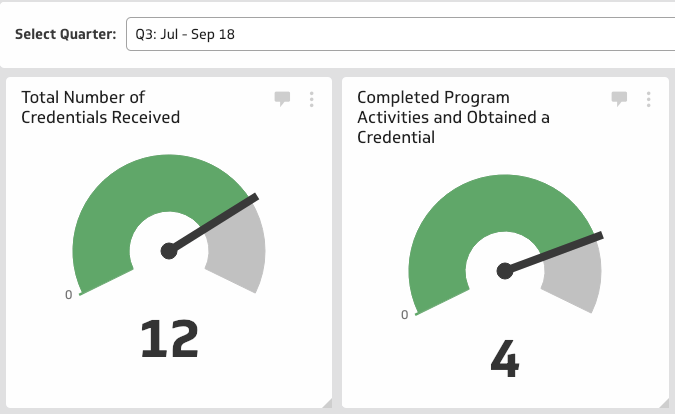 Select Quarter: Q3: Jul - Sep 18
Total Number of
Credentials Received
0
12
Completed Program
Activities and Obtained a
Credential
0
4